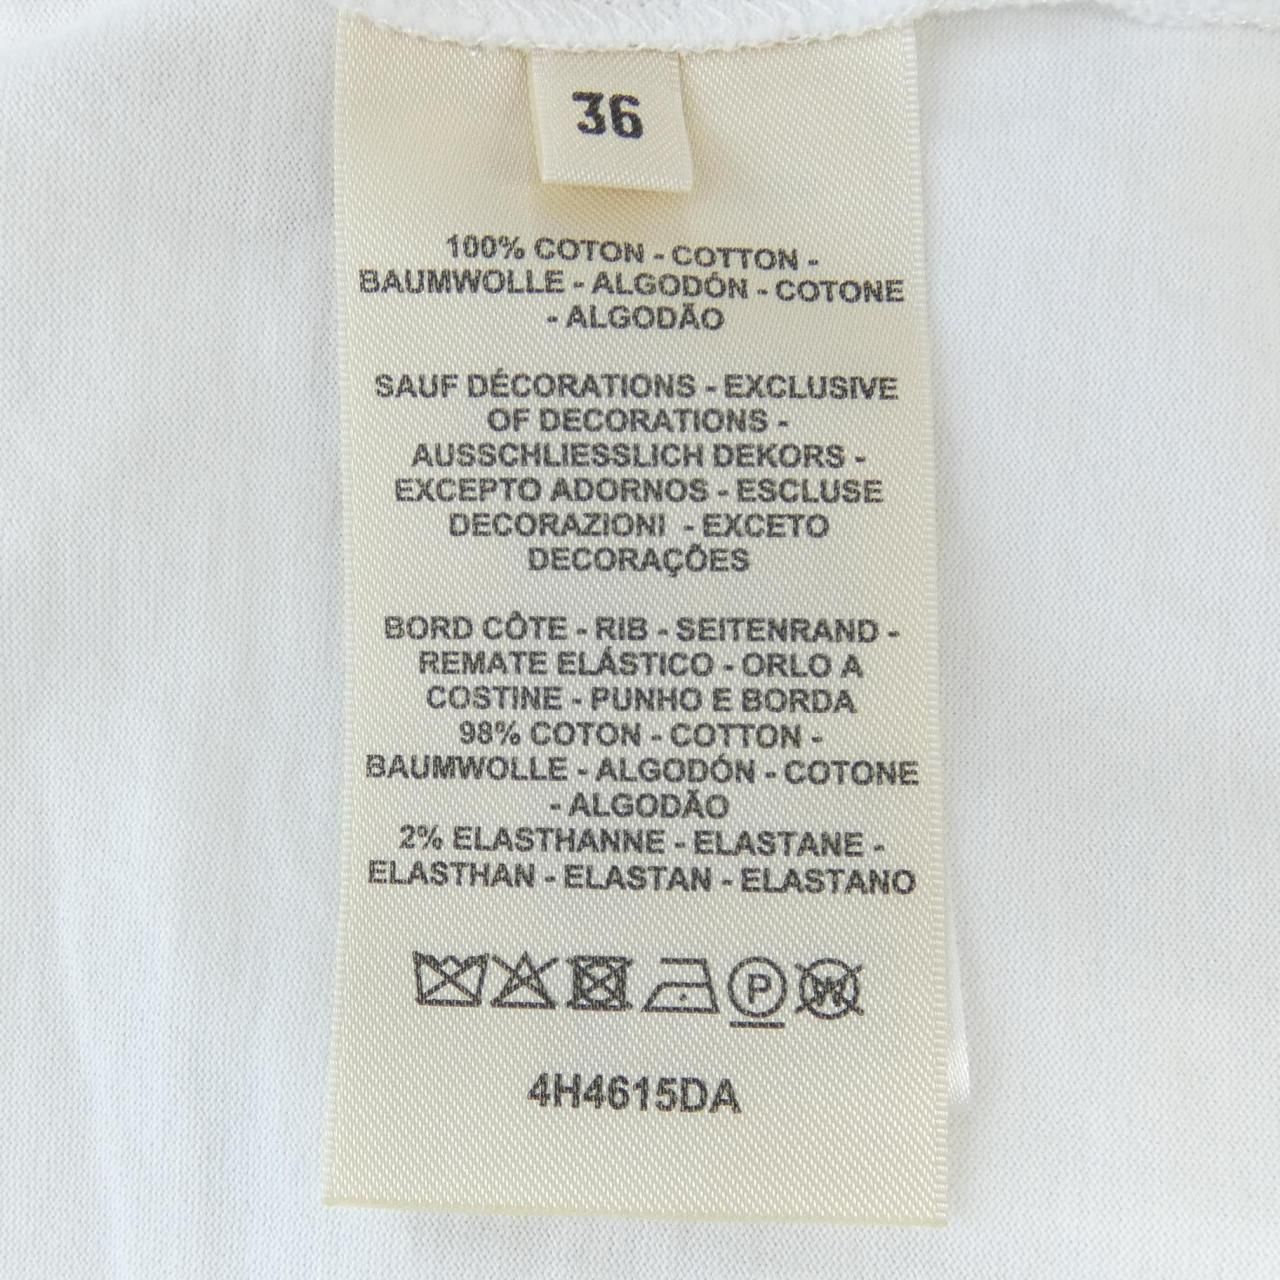 36
100% COTON - COTTON -
BAUMWOLLE - ALGODÓN - COTONE
- ALGODÃO
SAUF DÉCORATIONS - EXCLUSIVE
OF DECORATIONS -
AUSSCHLIESSLICH DEKORS -
EXCEPTO ADORNOS - ESCLUSE
DECORAZIONI - EXCETO
DECORAÇÕES
BORD CÔTE - RIB - SEITENRAND -
REMATE ELÁSTICO - ORLO A
COSTINE - PUNHO E BORDA
98% COTON - COTTON -
BAUMWOLLE - ALGODÓN - COTONE
- ALGODÃO
2% ELASTHANNE - ELASTANE -
ELASTHAN - ELASTAN - ELASTANO
P W
4H4615DA